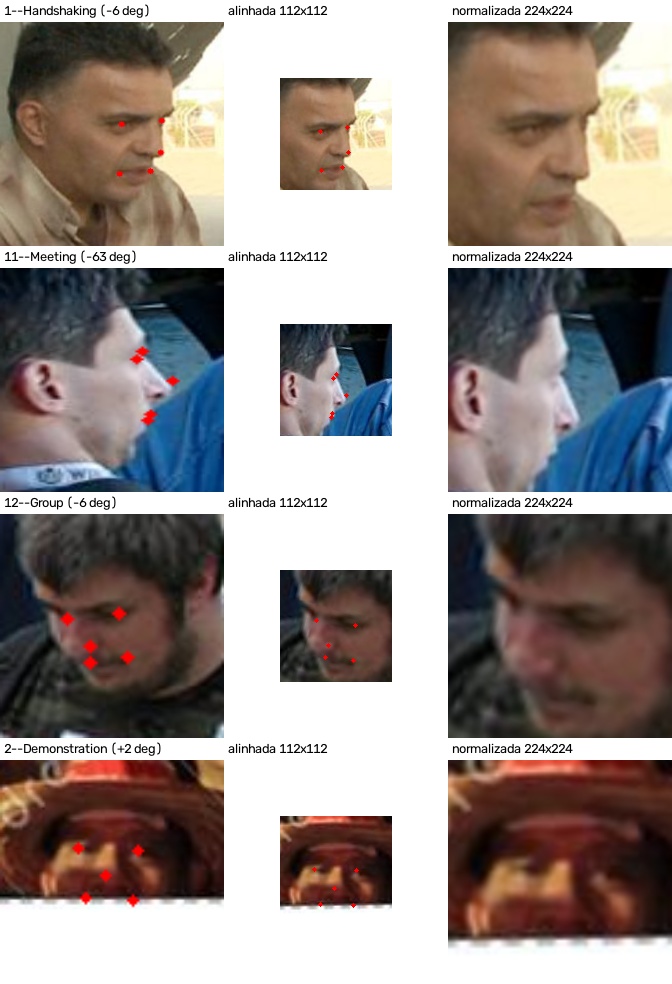 1--Handshaking (-6 deg) alinhada 112x112 normalizada 224x224
11--Meeting (-63 deg) alinhada 112x112 normalizada 224x224
12--Group (-6 deg) alinhada 112x112 normalizada 224x224
2--Demonstration (+2 deg) alinhada 112x112 normalizada 224x224